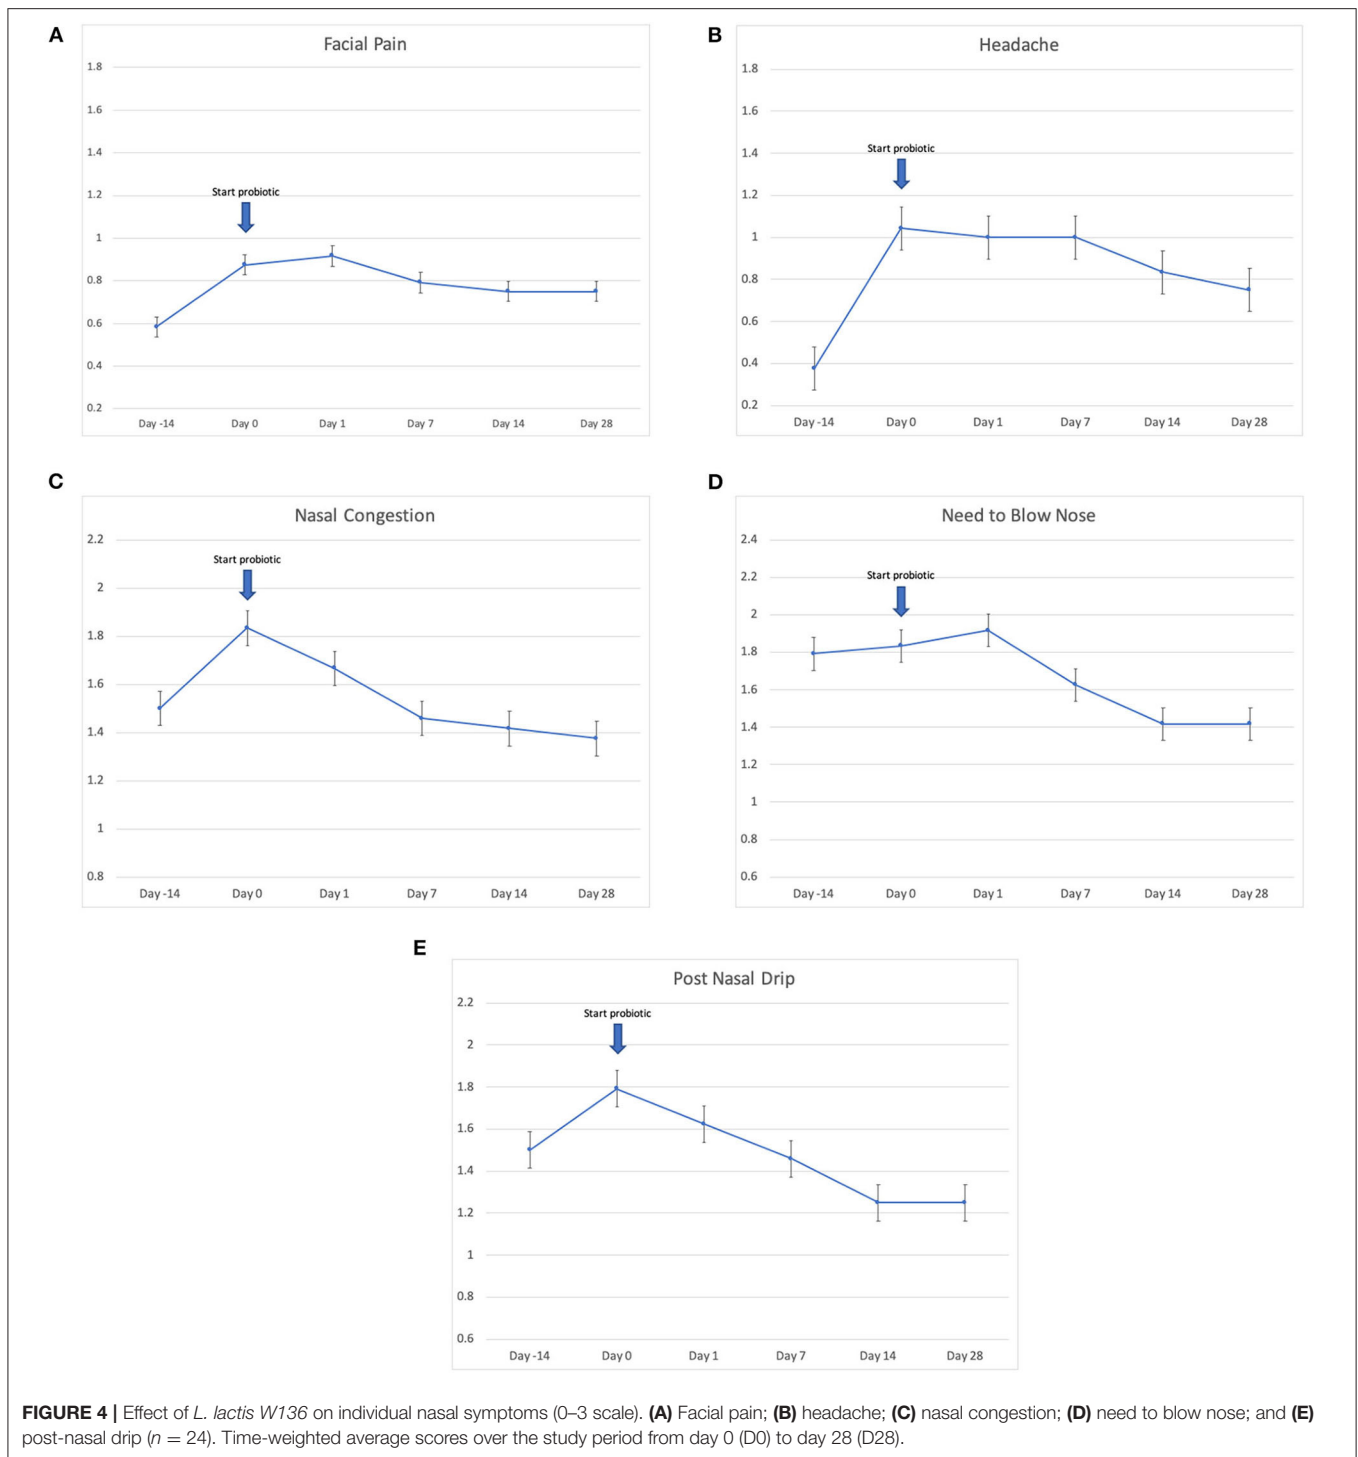 A
Facial Pain
1.8
1.6
1.4
1.2
1
0.8
0.6
0.4
0.2
Start probiotic
Day -14 Day 0 Day 1 Day 7 Day 14 Day 28
B
Headache
1.8
1.6
1.4
1.2
1
0.8
0.6
0.4
0.2
Start probiotic
Day -14 Day 0 Day 1 Day 7 Day 14 Day 28
C
Nasal Congestion
2.2
2
1.8
1.6
1.4
1.2
1
0.8
Start probiotic
Day -14 Day 0 Day 1 Day 7 Day 14 Day 28
D
Need to Blow Nose
2.4
2.2
2
1.8
1.6
1.4
1.2
1
0.8
0.6
Start probiotic
Day -14 Day 0 Day 1 Day 7 Day 14 Day 28
E
Post Nasal Drip
2.2
2
1.8
1.6
1.4
1.2
1
0.8
0.6
Start probiotic
Day -14 Day 0 Day 1 Day 7 Day 14 Day 28
FIGURE 4 | Effect of L. lactis W136 on individual nasal symptoms (0–3 scale). (A) Facial pain; (B) headache; (C) nasal congestion; (D) need to blow nose; and (E)
post-nasal drip (n = 24). Time-weighted average scores over the study period from day 0 (D0) to day 28 (D28).